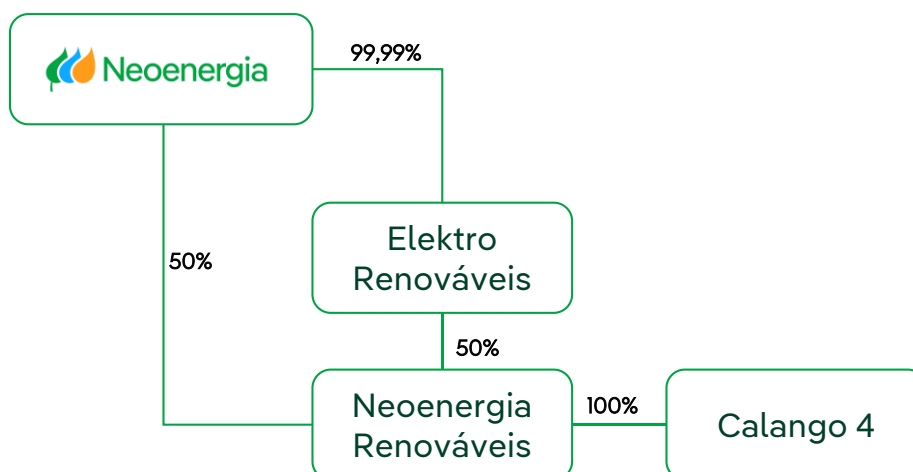 Neoenergia
99,99%
Elektro
Renováveis
50%
50%
Neoenergia
Renováveis
100%
Calango 4